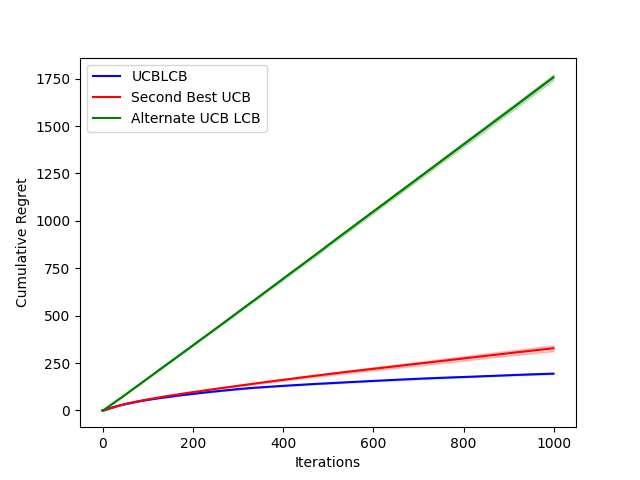 UCBLCB
Second Best UCB
Alternate UCB LCB
1750
1500
1250
1000
750
500
250
0
Cumulative Regret
0 200 400 600 800 1000
Iterations